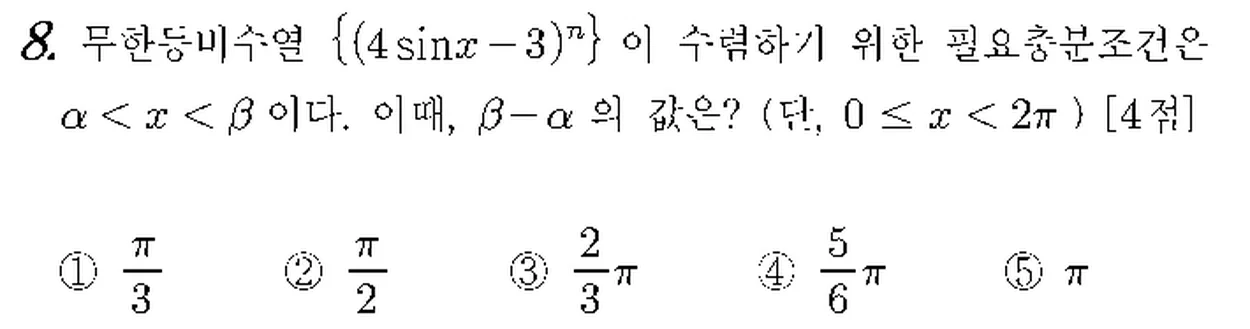 8. 무한등비수열 {(4sinx-3)ⁿ} 이 수렴하기 위한 필요충분조건은
α < x < β 이다. 이때, β-α 의 값은? (단, 0 ≤ x < 2π ) [4점]
① π/3 ② π/2 ③ 2/3 π ④ 5/6 π ⑤ π